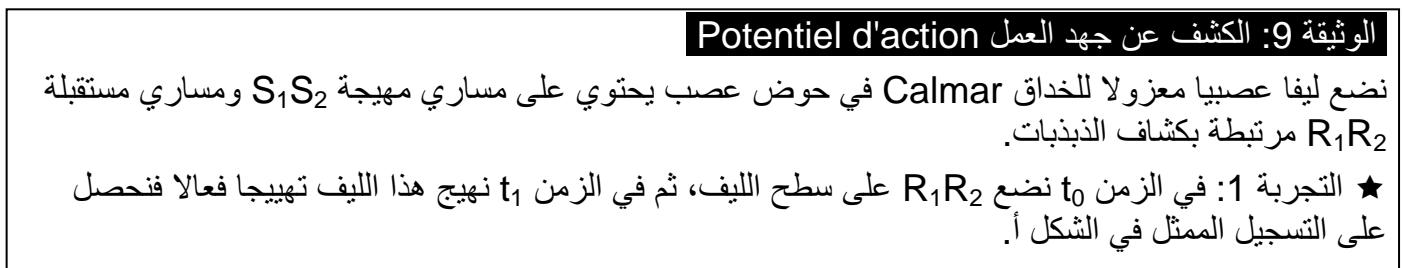 الوثيقة 9: الكشف عن جهد العمل Potentiel d'action
نضع ليفا عصبيا معزولا للخداق Calmar في حوض عصب يحتوي على مساري مهيجة S₁S₂ ومساري مستقبلة
R₁R₂ مرتبطة بكشاف الذبذبات.
★ التجربة 1: في الزمن t₀ نضع R₁R₂ على سطح الليف، ثم في الزمن t₁ نهيج هذا الليف تهييجا فعالا فنحصل
على التسجيل الممثل في الشكل أ.